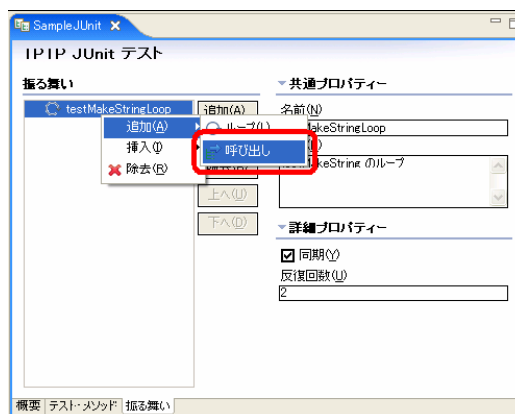 SampleJUnit
TPTP JUnit テスト
振る舞い
testMakeStringLoop
追加(A)
挿入(I)
除去(R)
追加(A)
ループ(L)
呼び出し
上へ(U)
下へ(D)
共通プロパティー
名前(N)
MakeStringLoop
MakeString のループ
詳細プロパティー
同期(Y)
反復回数(U)
2
概要
テスト・メソッド
振る舞い